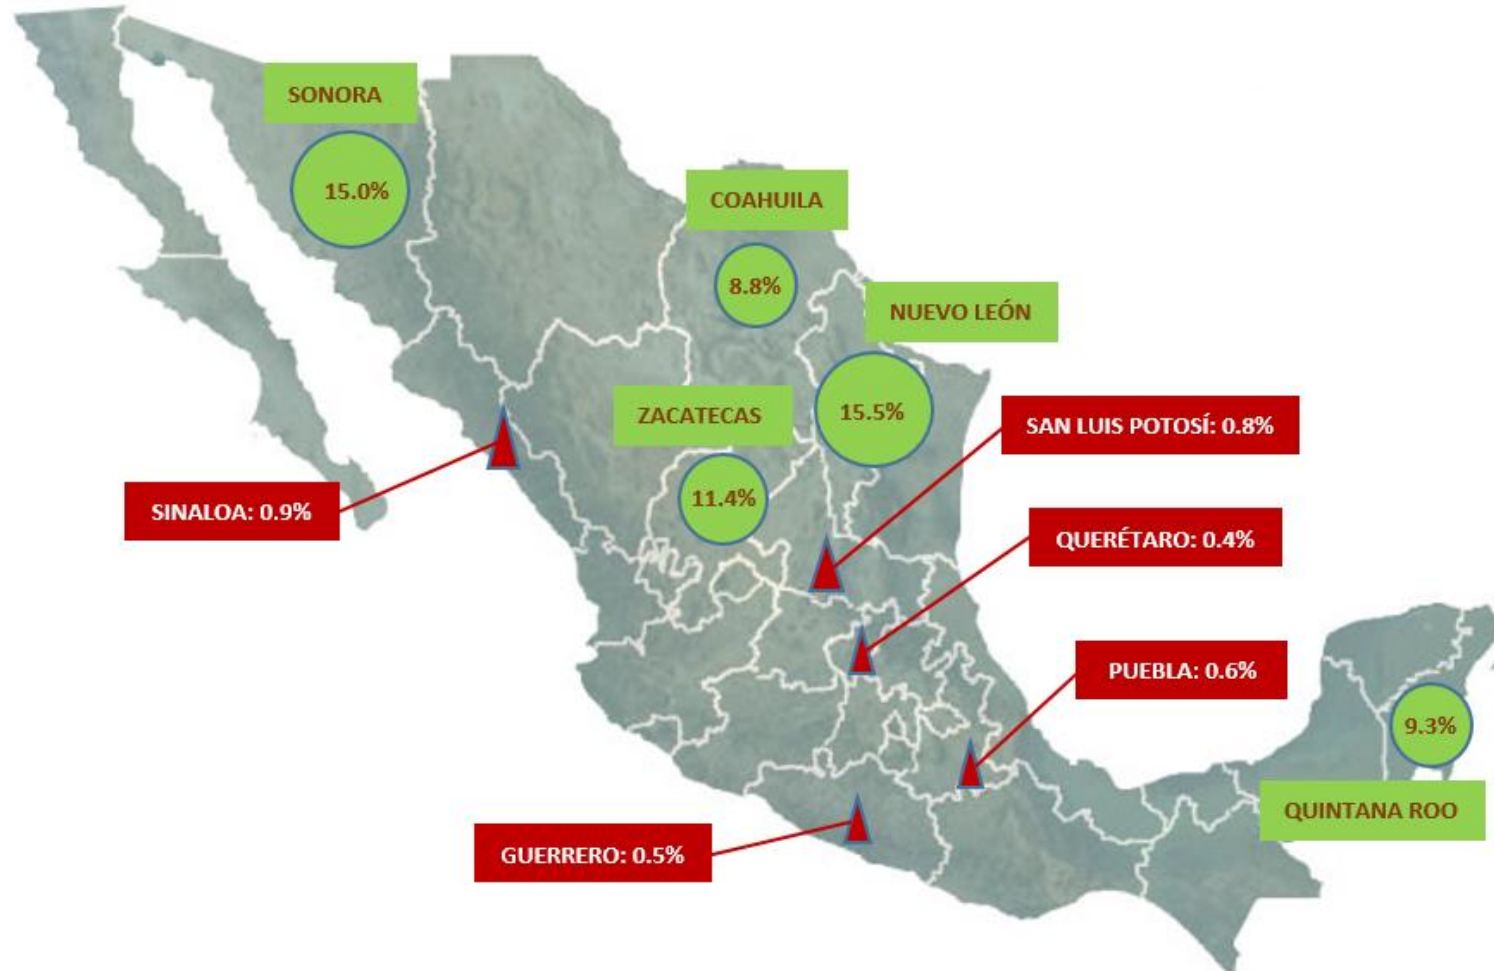 SONORA
15.0%
COAHUILA
8.8%
NUEVO LEÓN
15.5%
ZACATECAS
11.4%
SAN LUIS POTOSÍ: 0.8%
SINALOA: 0.9%
QUERÉTARO: 0.4%
PUEBLA: 0.6%
9.3%
QUINTANA ROO
GUERRERO: 0.5%